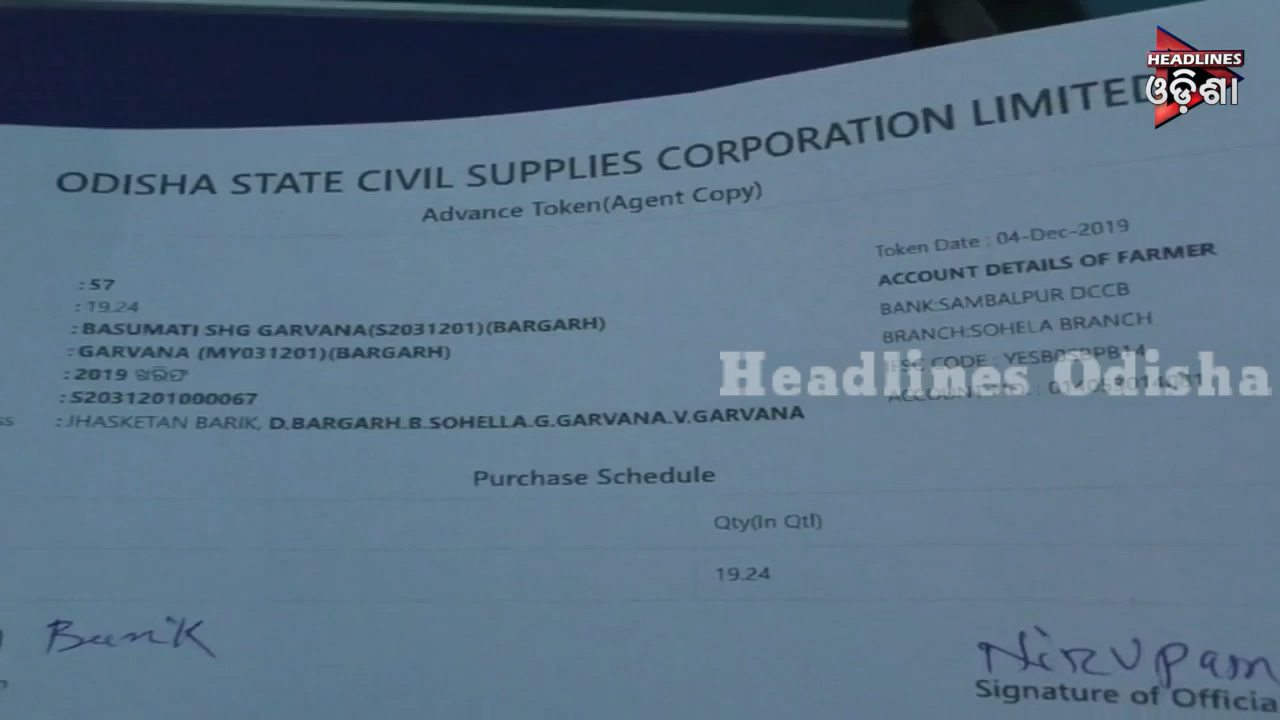 HEADLINES
ଓଡ଼ିଶା
ODISHA STATE CIVIL SUPPLIES CORPORATION LIMITED
Advance Token(Agent Copy)
Token Date : 04-Dec-2019
ACCOUNT DETAILS OF FARMER
BANK:SAMBALPUR DCCB
BRANCH:SOHELA BRANCH
: 57
: 19.24
: BASUMATI SHG GARVANA(S2031201)(BARGARH)
: GARVANA (MY031201)(BARGARH)
: 2019 ଖରିଫ
: S2031201000067
: JHASKETAN BARIK, D.BARGARH.B.SOHELLA.G.GARVANA.V.GARVANA
Headlines Odisha
Purchase Schedule
Qty(In Qtl)
19.24
Barik
Nirupam
Signature of Officia